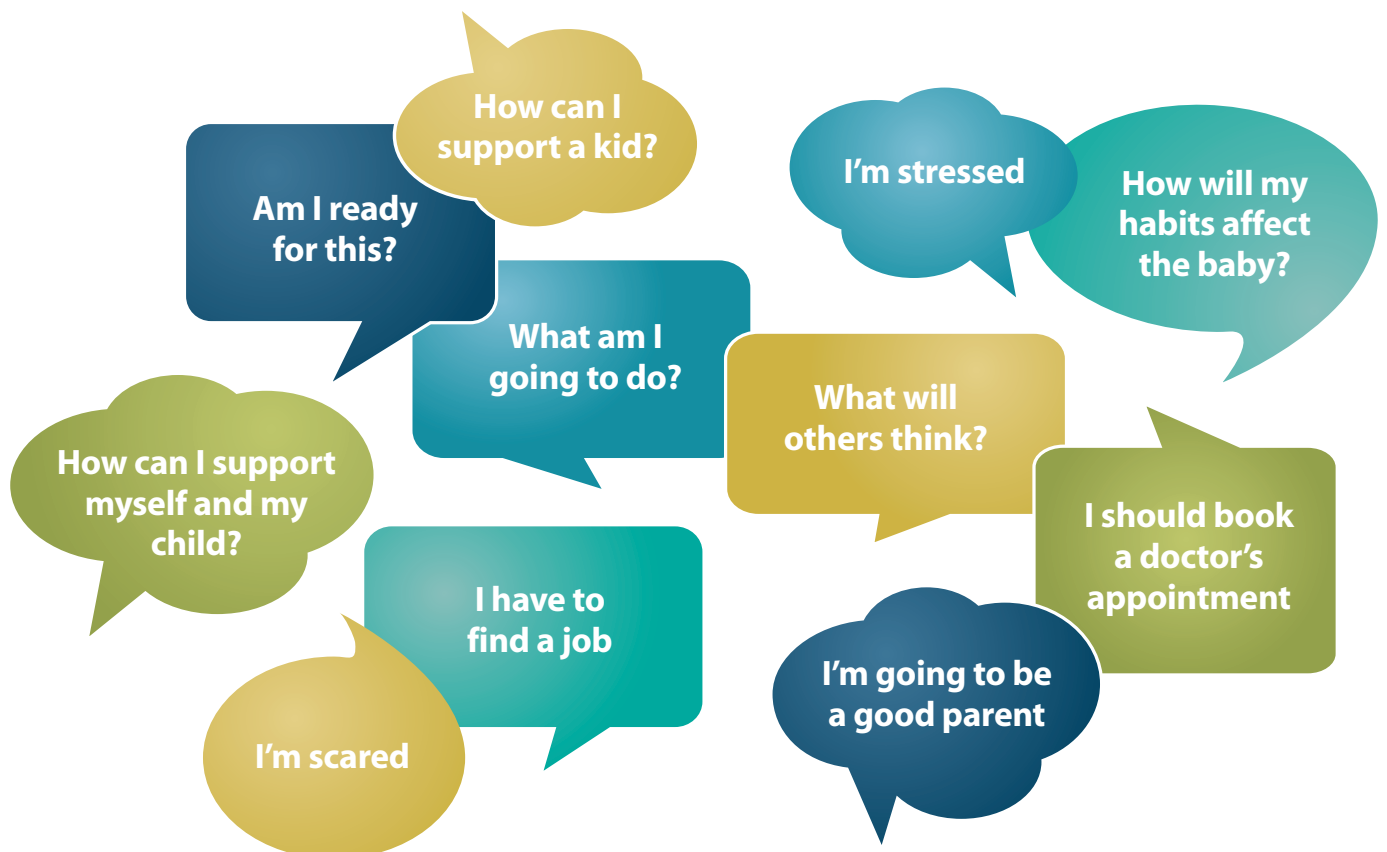 How can I
support a kid?
Am I ready
for this?
I'm stressed
How will my
habits affect
the baby?
What am I
going to do?
What will
others think?
How can I support
myself and my
child?
I should book
a doctor's
appointment
I have to
find a job
I'm going to be
a good parent
I'm scared